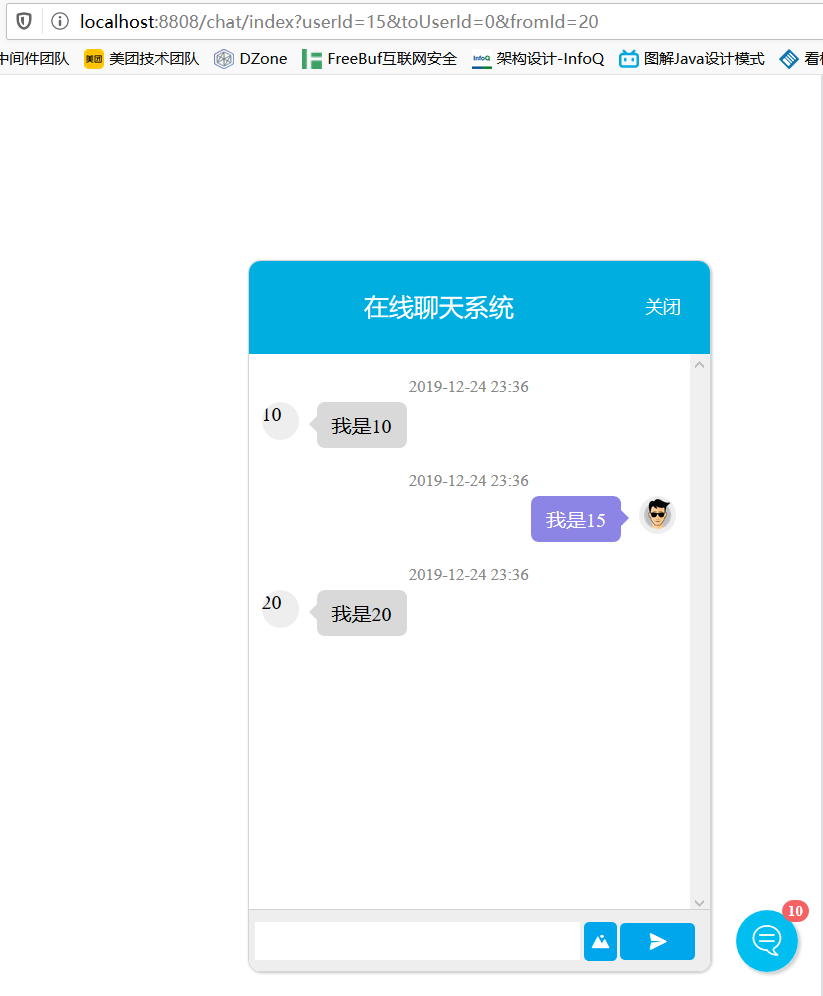 localhost:8808/chat/index?userId=15&toUserId=0&fromId=20
中间件团队 美团 美团技术团队 DZone FreeBuf互联网安全 InfoQ 架构设计-InfoQ 图解Java设计模式
在线聊天系统 关闭
2019-12-24 23:36
10 我是10
2019-12-24 23:36
我是15
2019-12-24 23:36
20 我是20
10